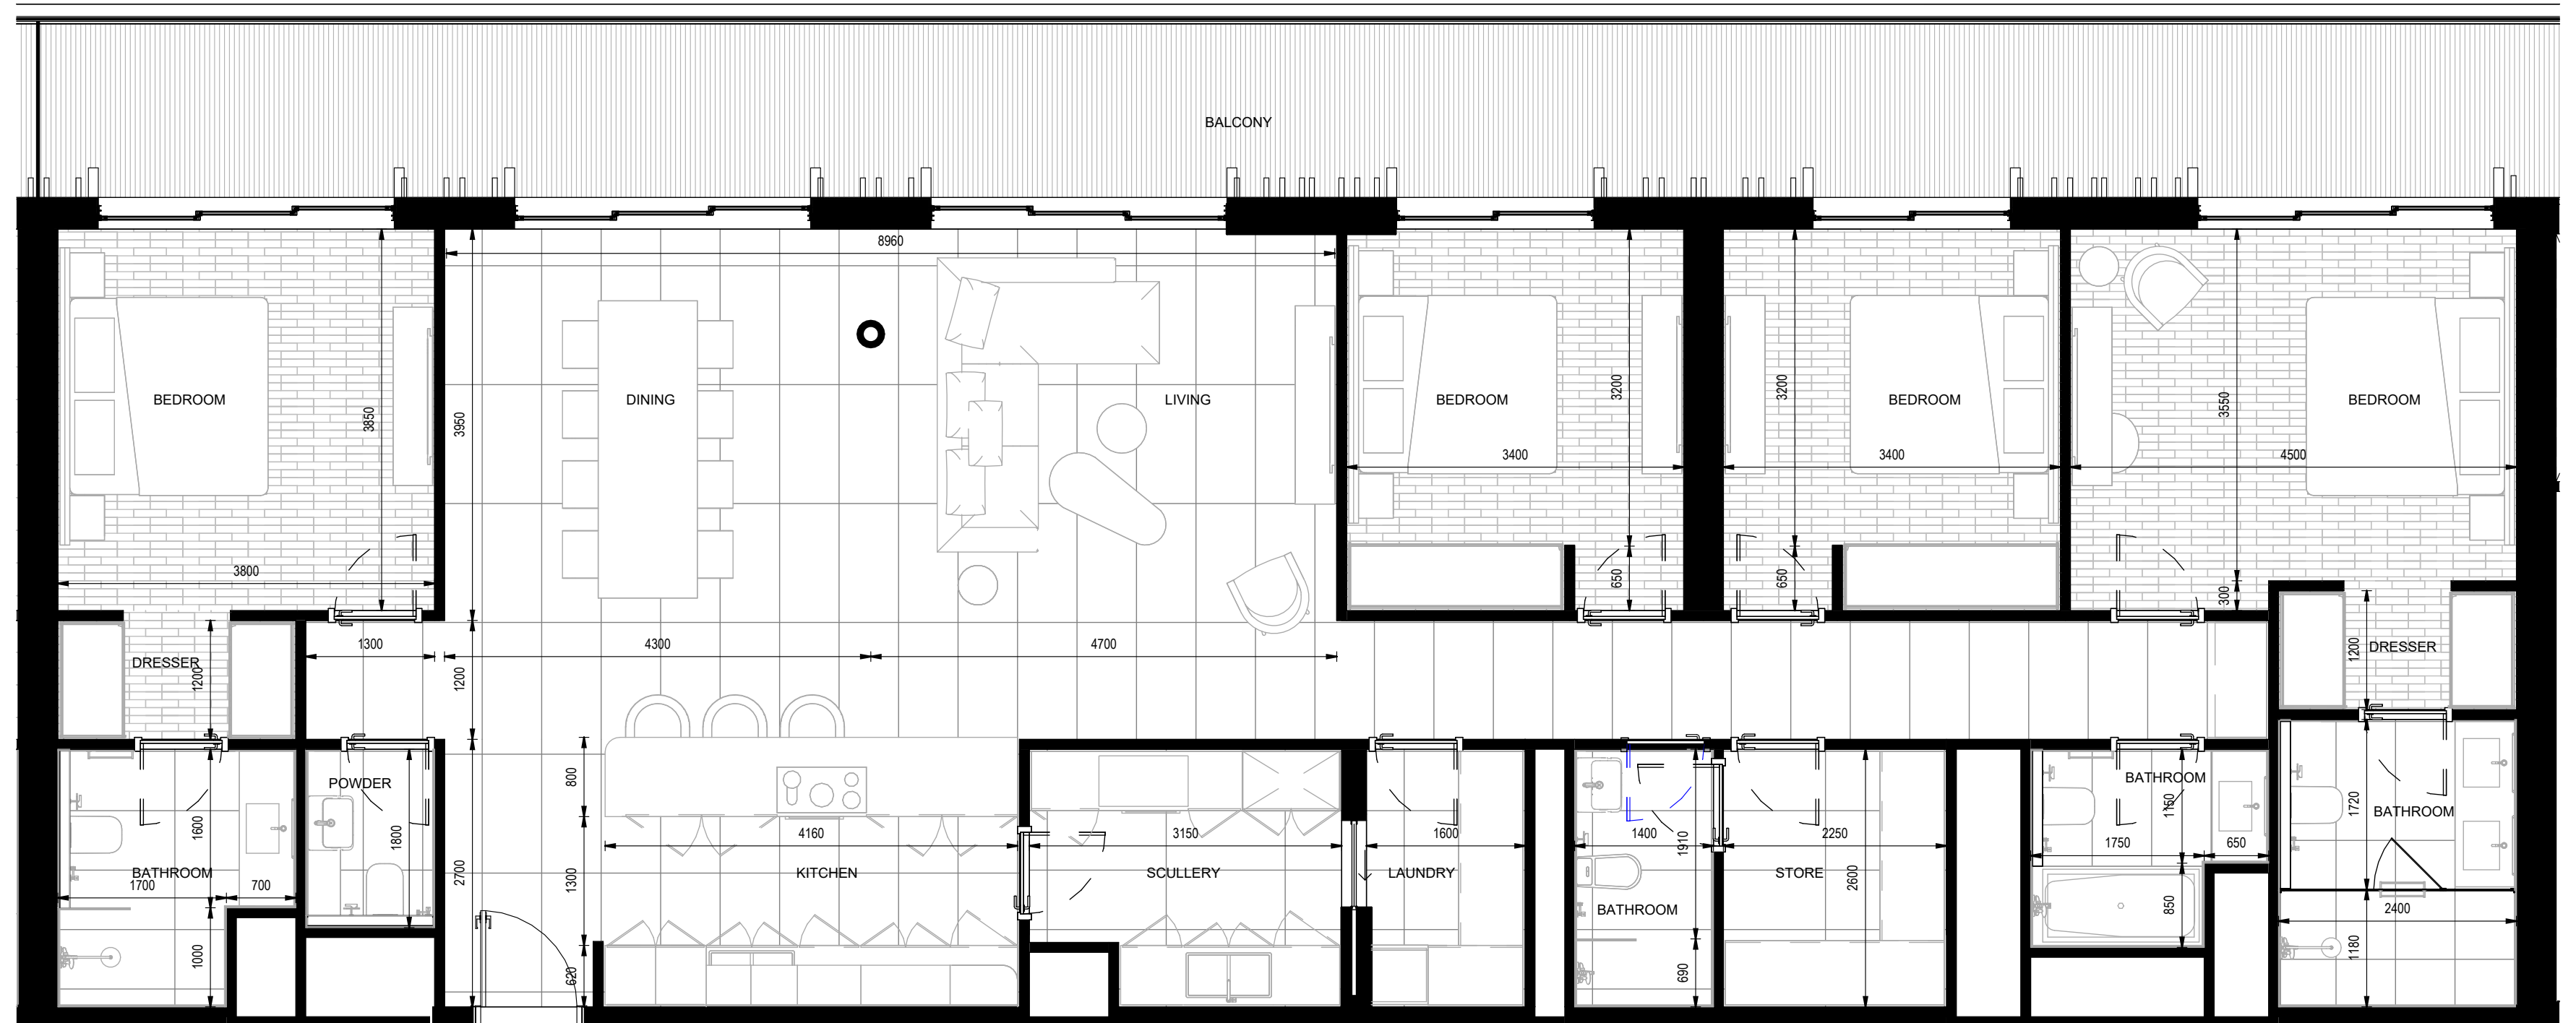 BALCONY
8960
BEDROOM
DINING
LIVING
BEDROOM
BEDROOM
BEDROOM
3850
3950
3200
3200
3550
3400
3400
4500
3800
650
650
300
1300
4300
4700
DRESSER
1200
1200
1200
DRESSER
POWDER
800
BATHROOM
1150
1720
BATHROOM
1600
1800
4160
3150
1600
1400
1910
2250
1750
650
BATHROOM
1700
700
2700
1300
KITCHEN
SCULLERY
LAUNDRY
STORE
2600
BATHROOM
850
2400
1000
620
690
1180